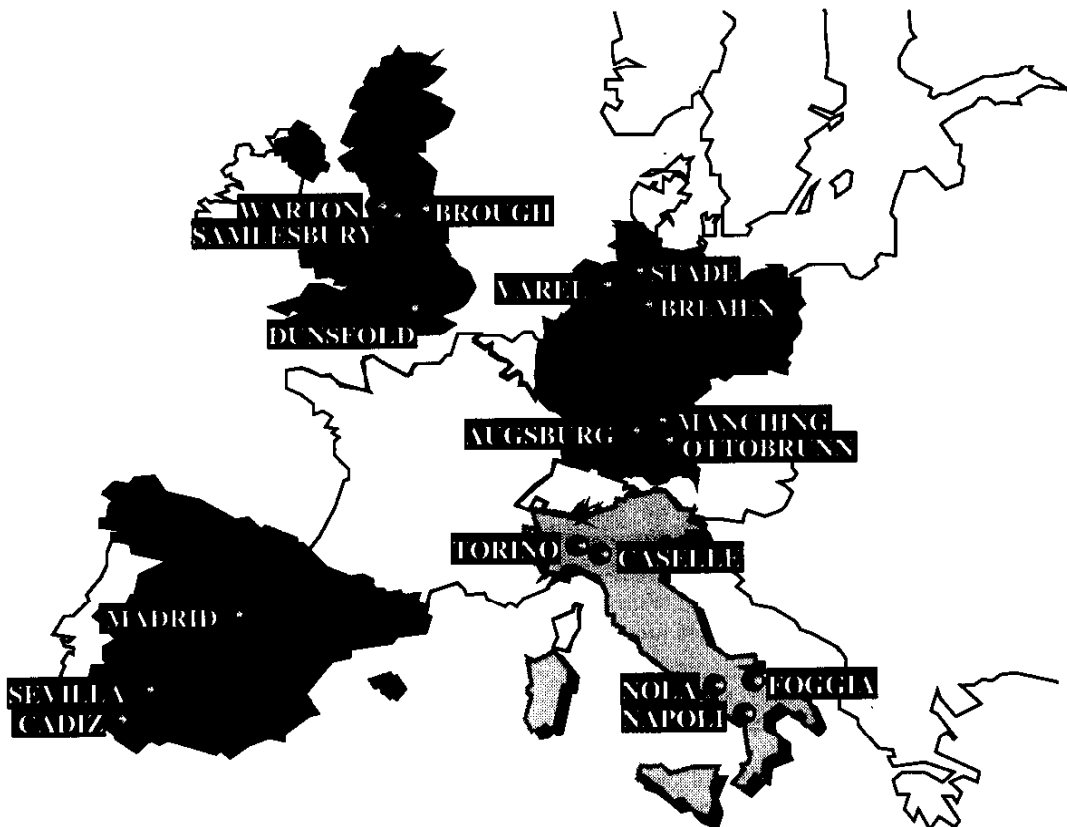 WARTON
BROUGH
SAMLESBURY
DUNSFOLD
STADE
VAREL
BREMEN
MANCHING
AUGSBURG
OTTOBRUNN
TORINO
CASELLE
MADRID
SEVILLA
CADIZ
NOLA
FOGGIA
NAPOLI